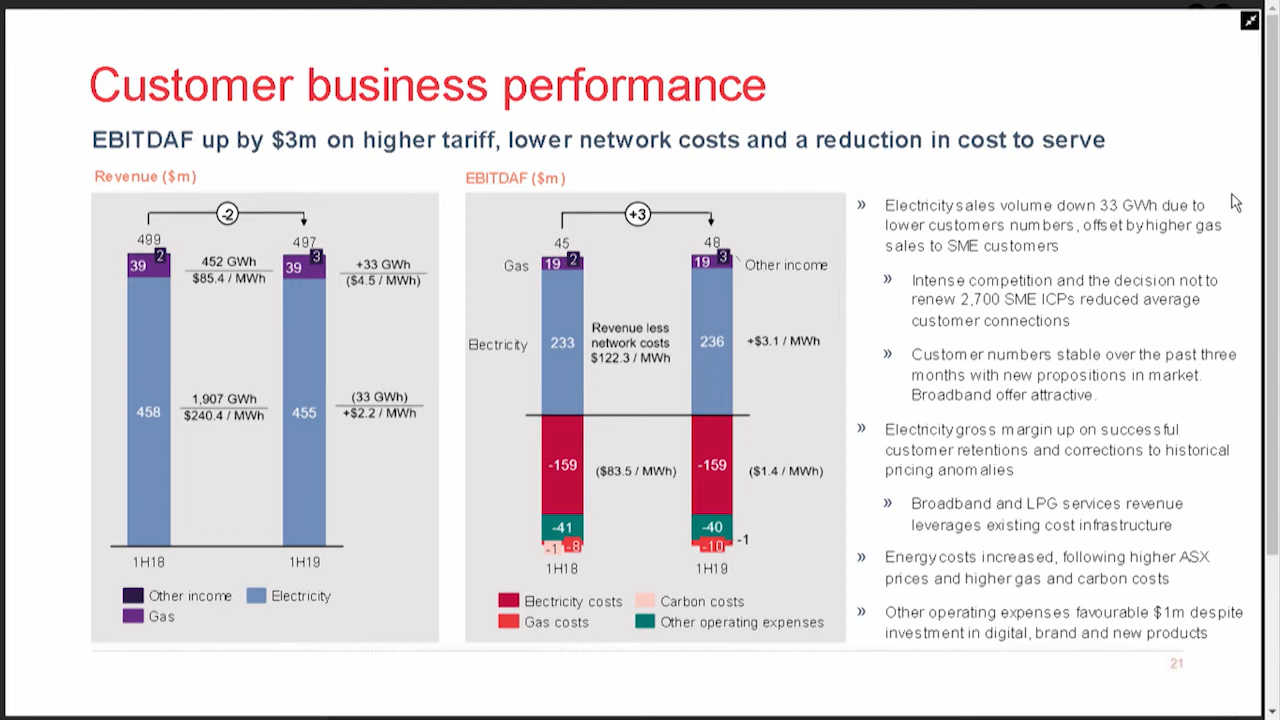 Customer business performance
EBITDAF up by $3m on higher tariff, lower network costs and a reduction in cost to serve
Revenue ($m)
-2
499
497
39
2
452 GWh
$85.4 / MWh
39
3
+33 GWh
($4.5 / MWh)
458
1,907 GWh
$240.4 / MWh
455
(33 GWh)
+$2.2 / MWh
1H18
1H19
Other income
Electricity
Gas
EBITDAF ($m)
+3
45
48
Gas
19
2
19
3
Other income
Electricity
233
Revenue less
network costs
$122.3 / MWh
236
+$3.1 / MWh
-159
($83.5 / MWh)
-159
($1.4 / MWh)
-41
-40
-1
-8
-10
-1
1H18
1H19
Electricity costs
Carbon costs
Gas costs
Other operating expenses
» Electricity sales volume down 33 GWh due to
lower customers numbers, offset by higher gas
sales to SME customers
» Intense competition and the decision not to
renew 2,700 SME ICPs reduced average
customer connections
» Customer numbers stable over the past three
months with new propositions in market.
Broadband offer attractive.
» Electricity gross margin up on successful
customer retentions and corrections to historical
pricing anomalies
» Broadband and LPG services revenue
leverages existing cost infrastructure
» Energy costs increased, following higher ASX
prices and higher gas and carbon costs
» Other operating expenses favourable $1m despite
investment in digital, brand and new products
21